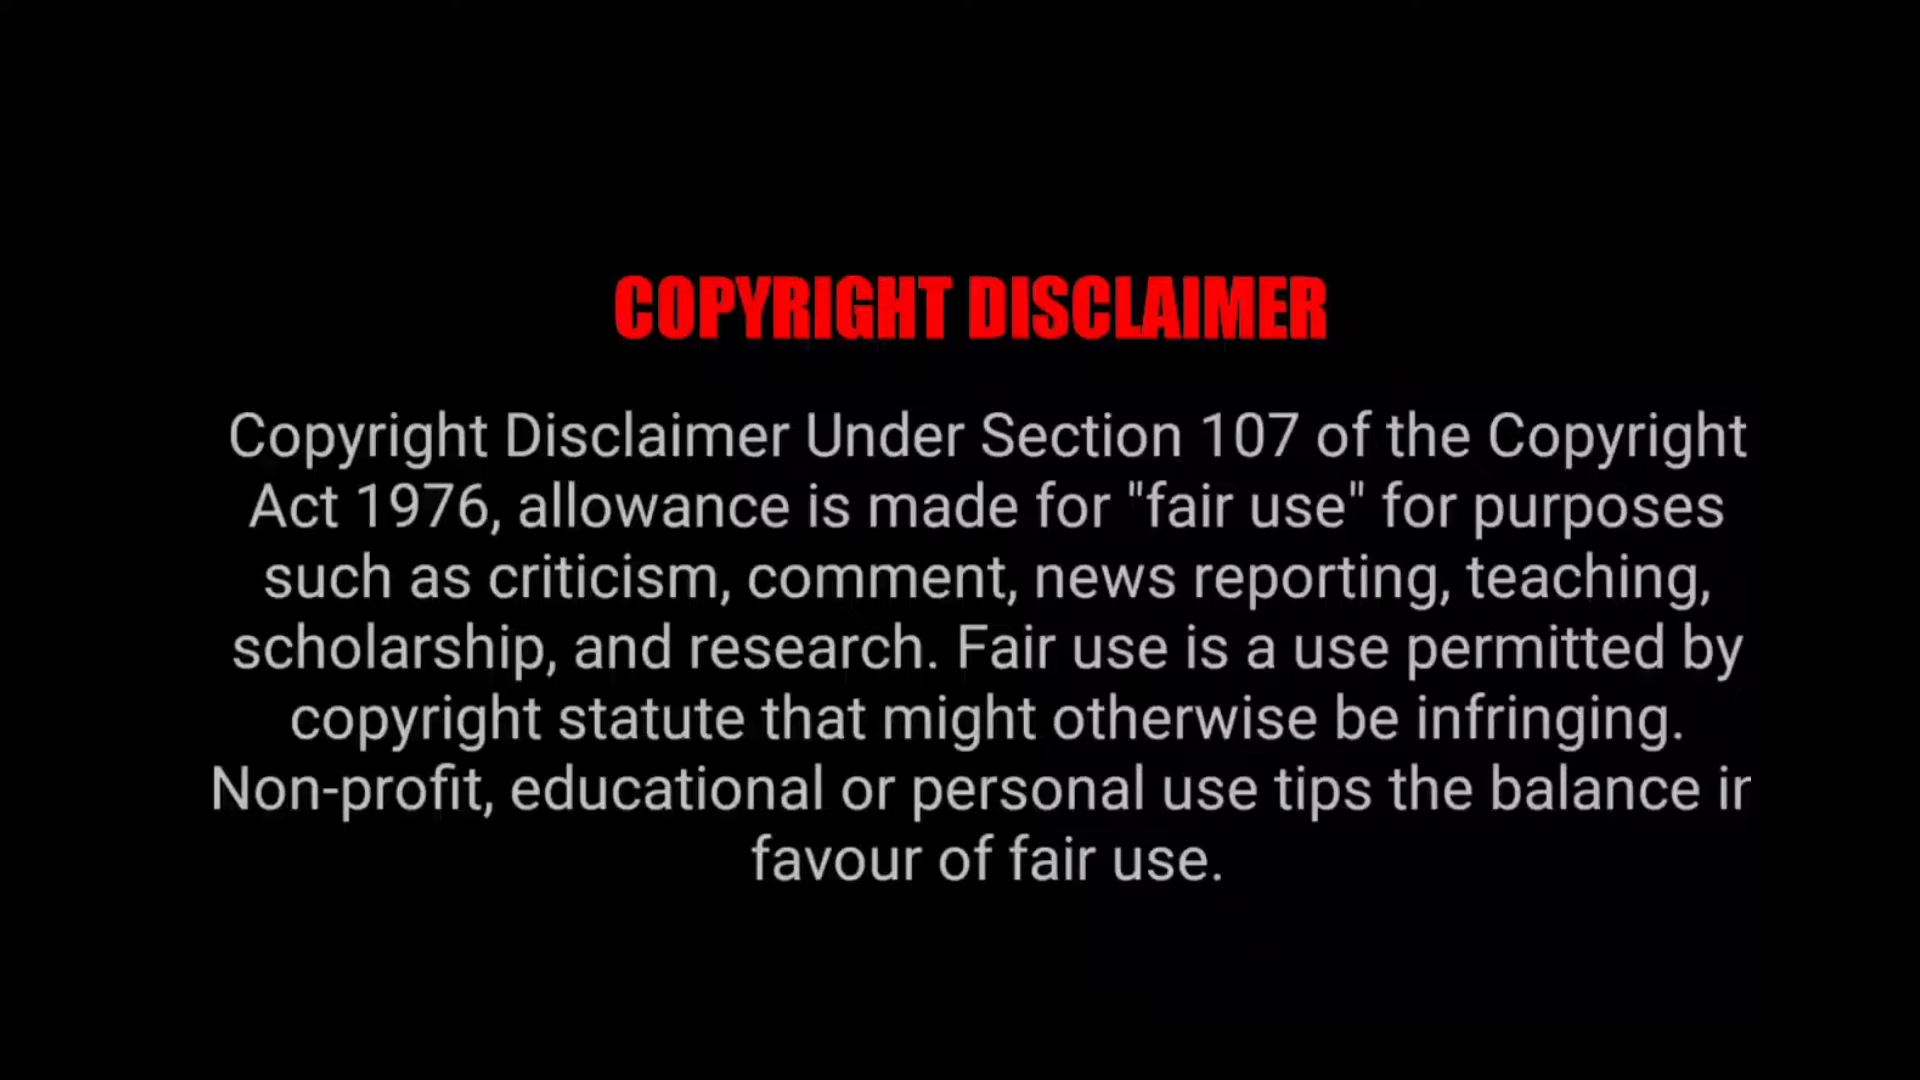 COPYRIGHT DISCLAIMER
Copyright Disclaimer Under Section 107 of the Copyright
Act 1976, allowance is made for "fair use" for purposes
such as criticism, comment, news reporting, teaching,
scholarship, and research. Fair use is a use permitted by
copyright statute that might otherwise be infringing.
Non-profit, educational or personal use tips the balance
favour of fair use.